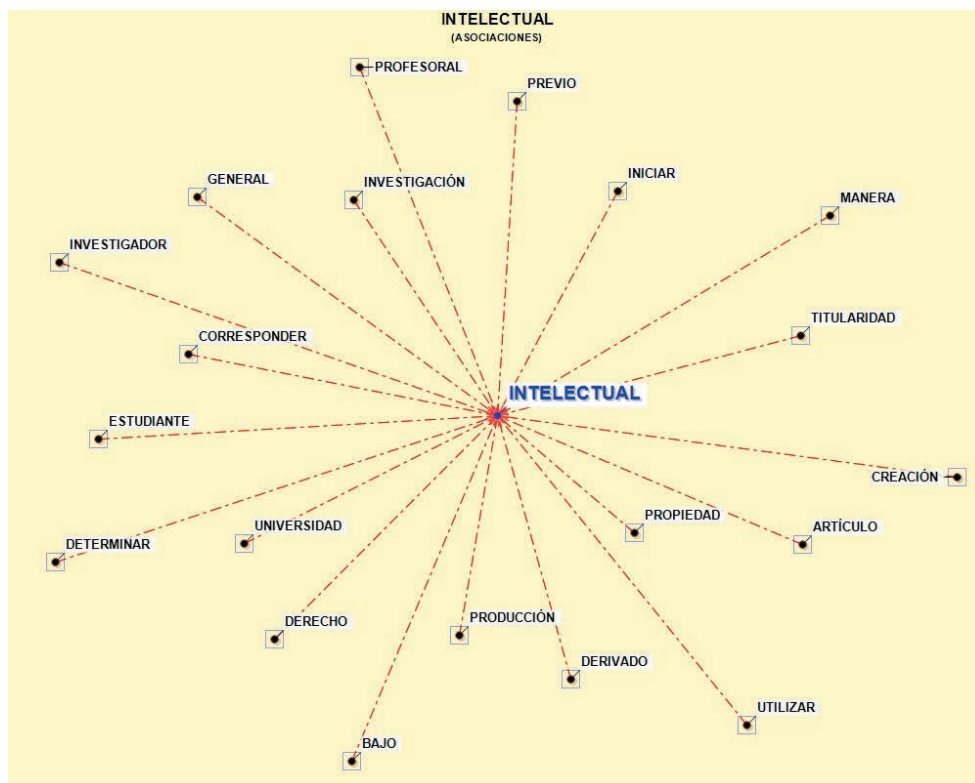 INTELECTUAL
(ASOCIACIONES)
PROFESORAL
PREVIO
GENERAL
INVESTIGACIÓN
INICIAR
MANERA
INVESTIGADOR
TITULARIDAD
CORRESPONDER
INTELECTUAL
ESTUDIANTE
CREACIÓN
PROPIEDAD
ARTÍCULO
UNIVERSIDAD
DETERMINAR
DERECHO
PRODUCCIÓN
DERIVADO
UTILIZAR
BAJO